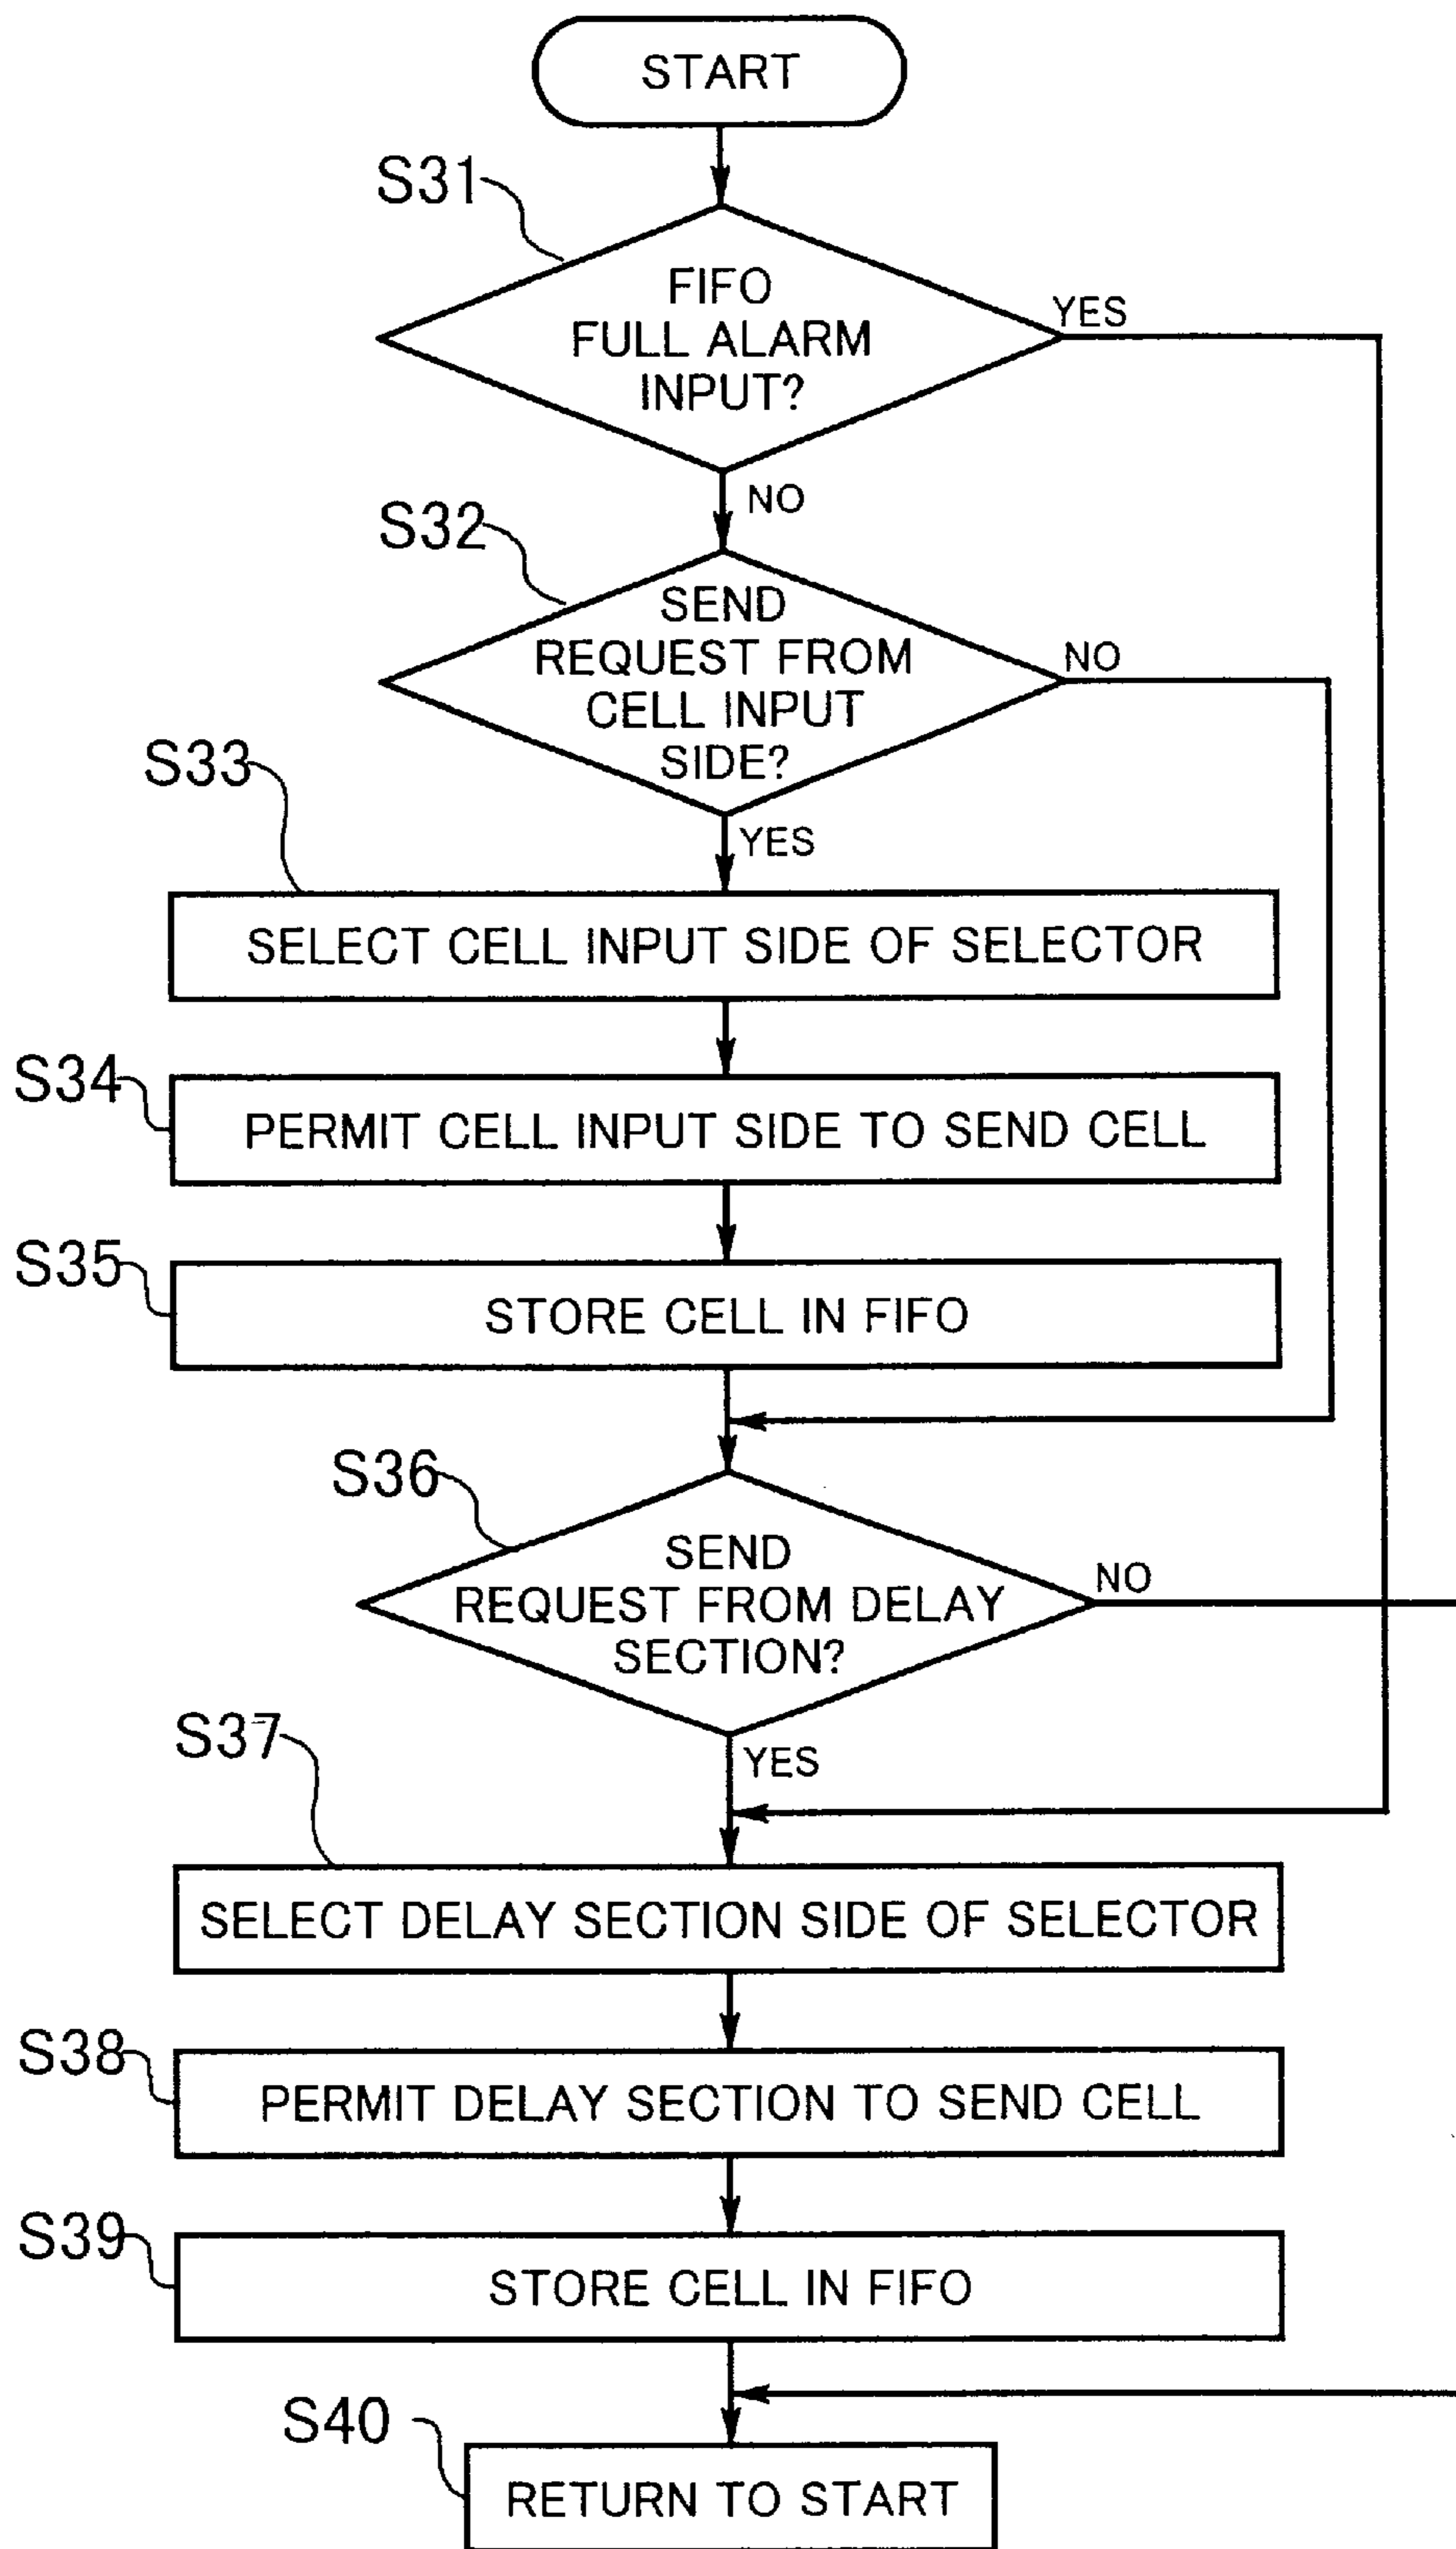 START
S31
FIFO
FULL ALARM
INPUT?
YES
NO
S32
SEND
REQUEST FROM
CELL INPUT
SIDE?
NO
YES
S33
SELECT CELL INPUT SIDE OF SELECTOR
S34
PERMIT CELL INPUT SIDE TO SEND CELL
S35
STORE CELL IN FIFO
S36
SEND
REQUEST FROM DELAY
SECTION?
NO
YES
S37
SELECT DELAY SECTION SIDE OF SELECTOR
S38
PERMIT DELAY SECTION TO SEND CELL
S39
STORE CELL IN FIFO
S40
RETURN TO START